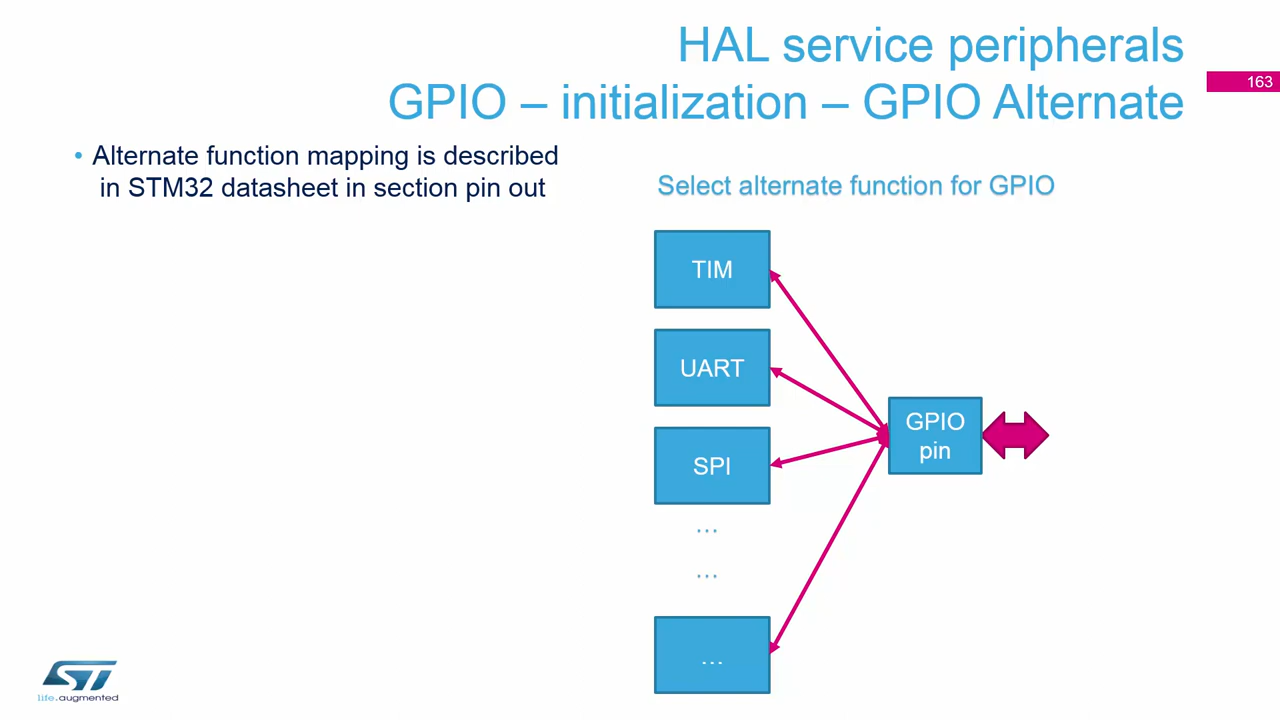 HAL service peripherals
GPIO – initialization – GPIO Alternate
163
• Alternate function mapping is described
in STM32 datasheet in section pin out
Select alternate function for GPIO
TIM
UART
SPI
...
...
...
GPIO
pin
ST
life.augmented